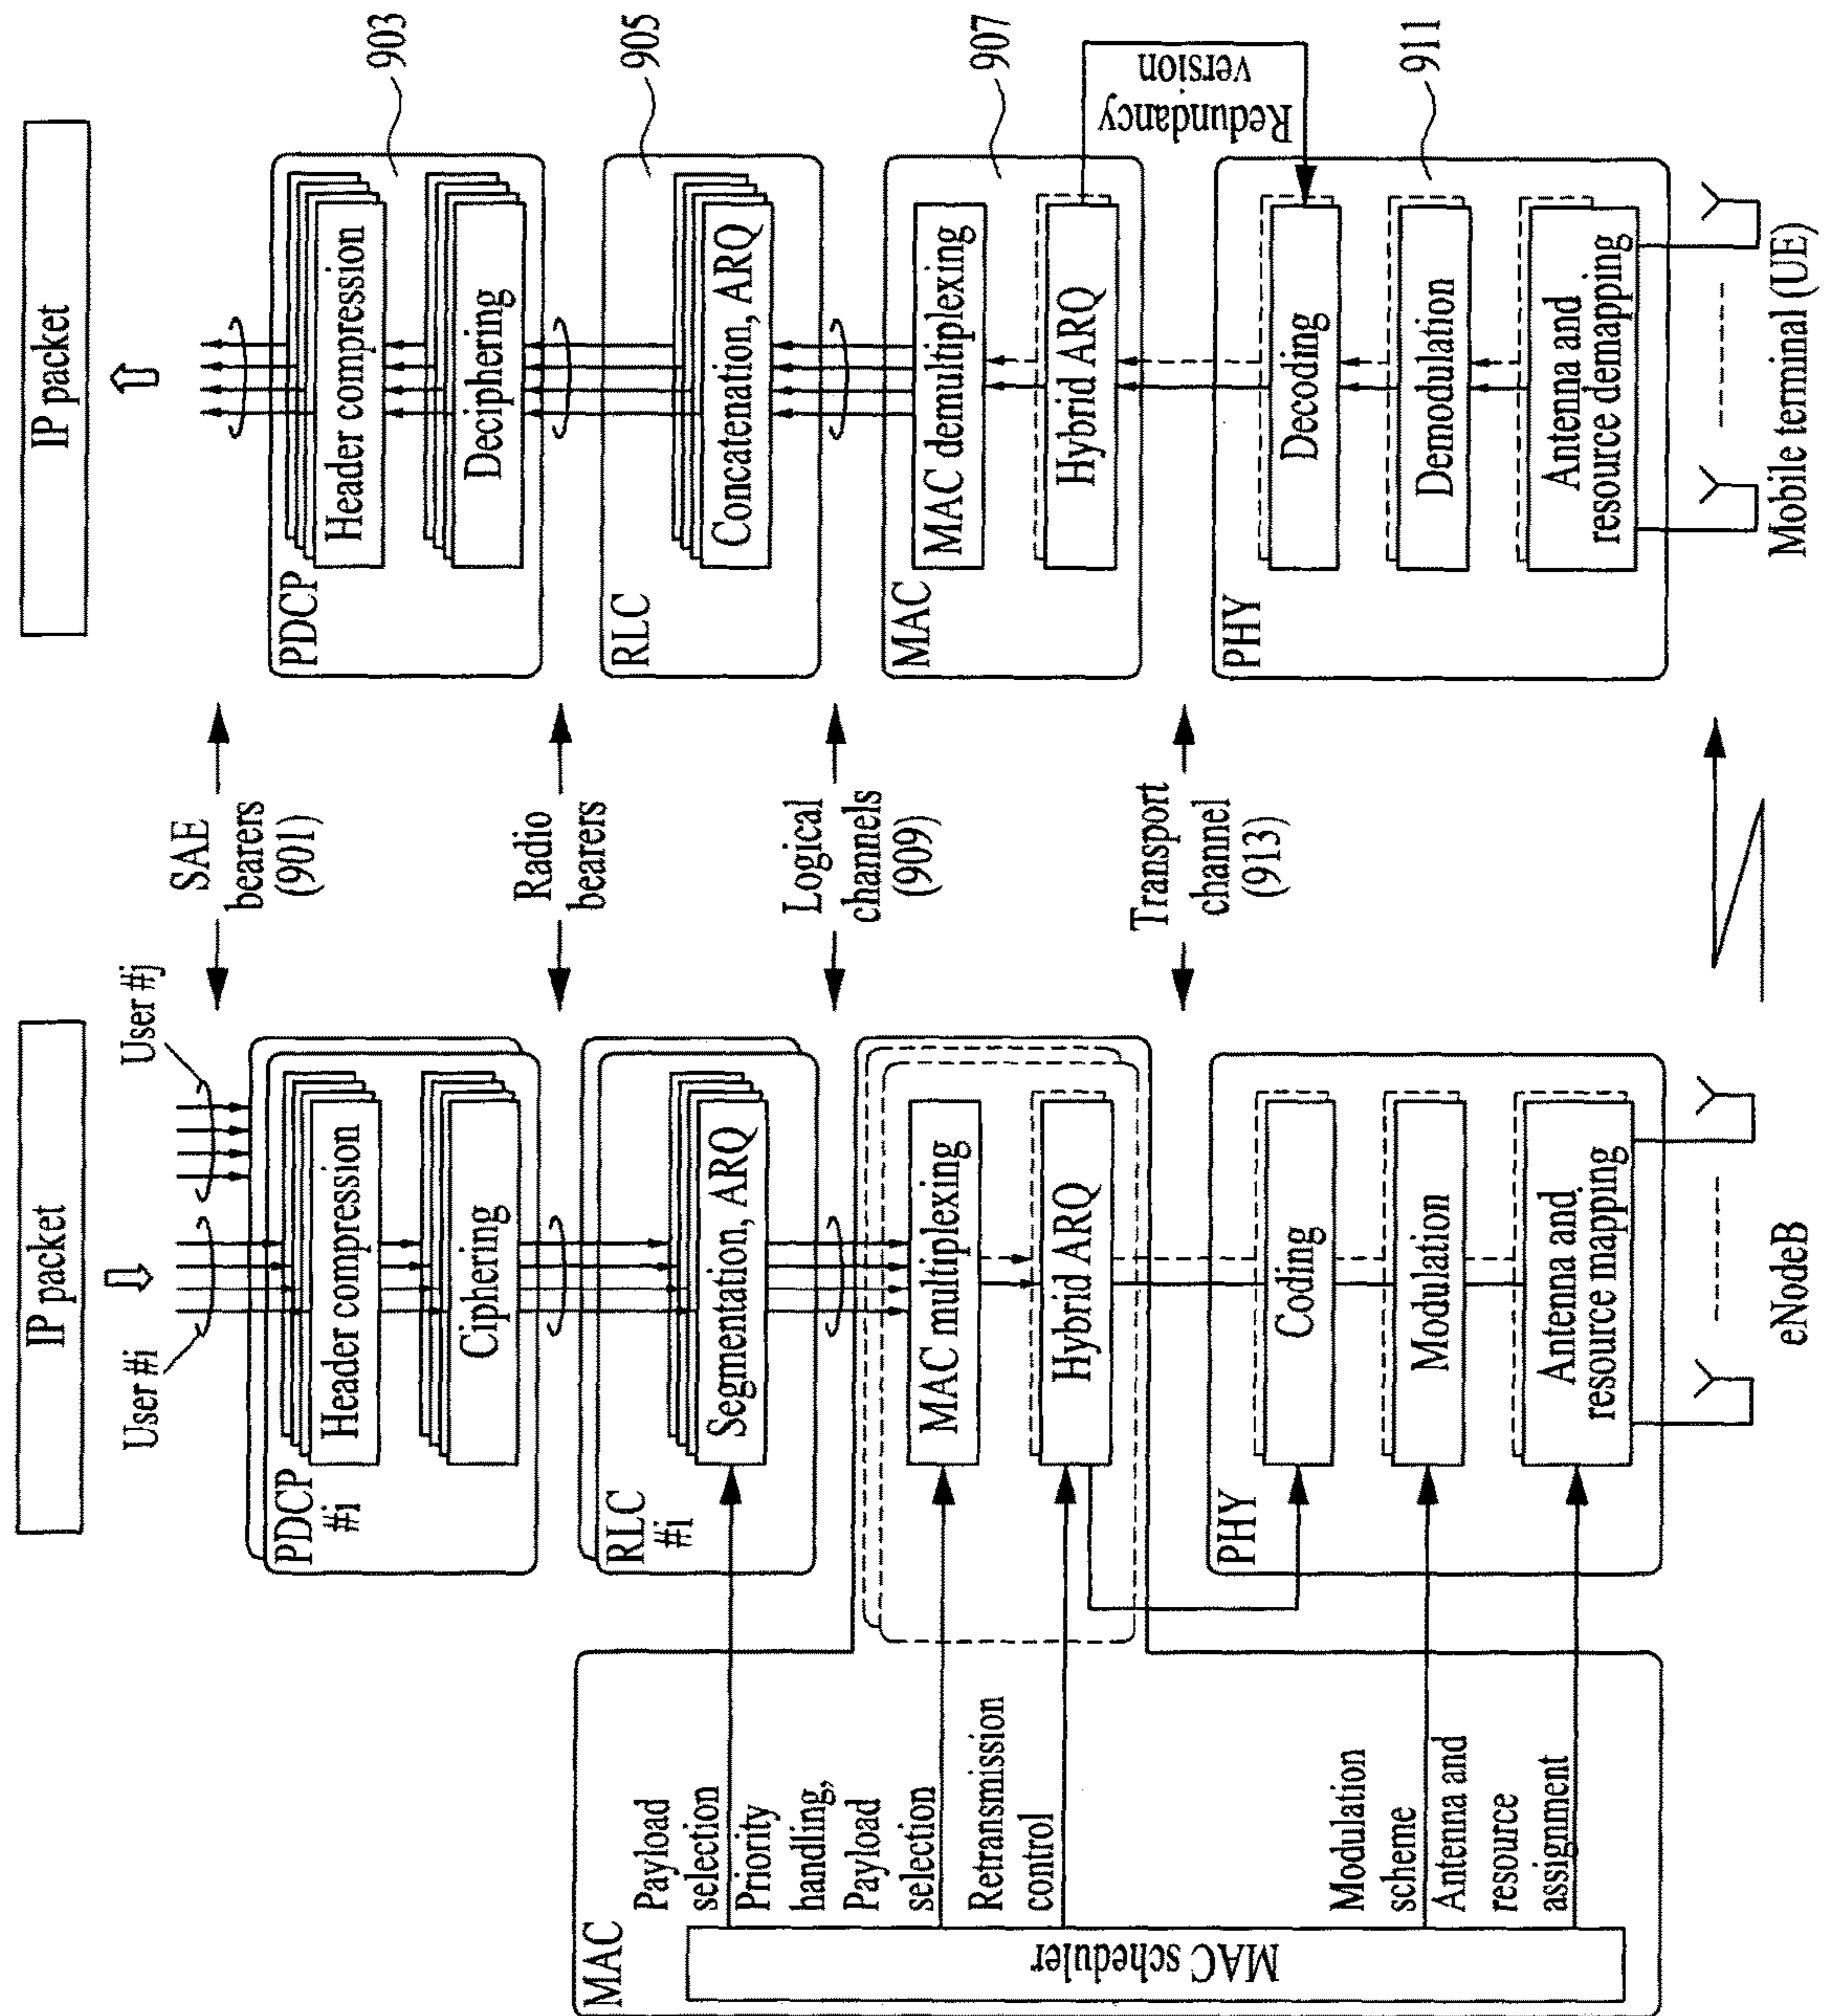 IP packet
User #i
User #j
PDCP
#i
Header compression
Ciphering
RLC
#i
Segmentation, ARQ
MAC
MAC scheduler
Payload
selection
Priority
handling,
Payload
selection
Retransmission
control
Modulation
scheme
Antenna and
resource
assignment
MAC multiplexing
Hybrid ARQ
PHY
Coding
Modulation
Antenna and
resource mapping
eNodeB
SAE
bearers
(901)
Radio
bearers
Logical
channels
(909)
Transport
channel
(913)
IP packet
PDCP
903
Header compression
Deciphering
RLC
905
Concatenation, ARQ
MAC
907
MAC demultiplexing
Hybrid ARQ
Redundancy
version
PHY
911
Decoding
Demodulation
Antenna and
resource demapping
Mobile terminal (UE)